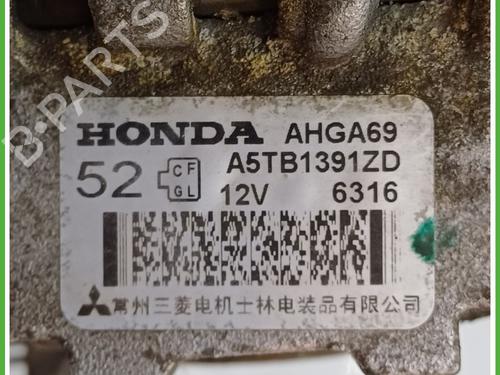 B-PARTS
HONDA AHGA69
52 CF GL A5TB1391ZD
12V 6316
常州三菱电机士林电装品有限公司